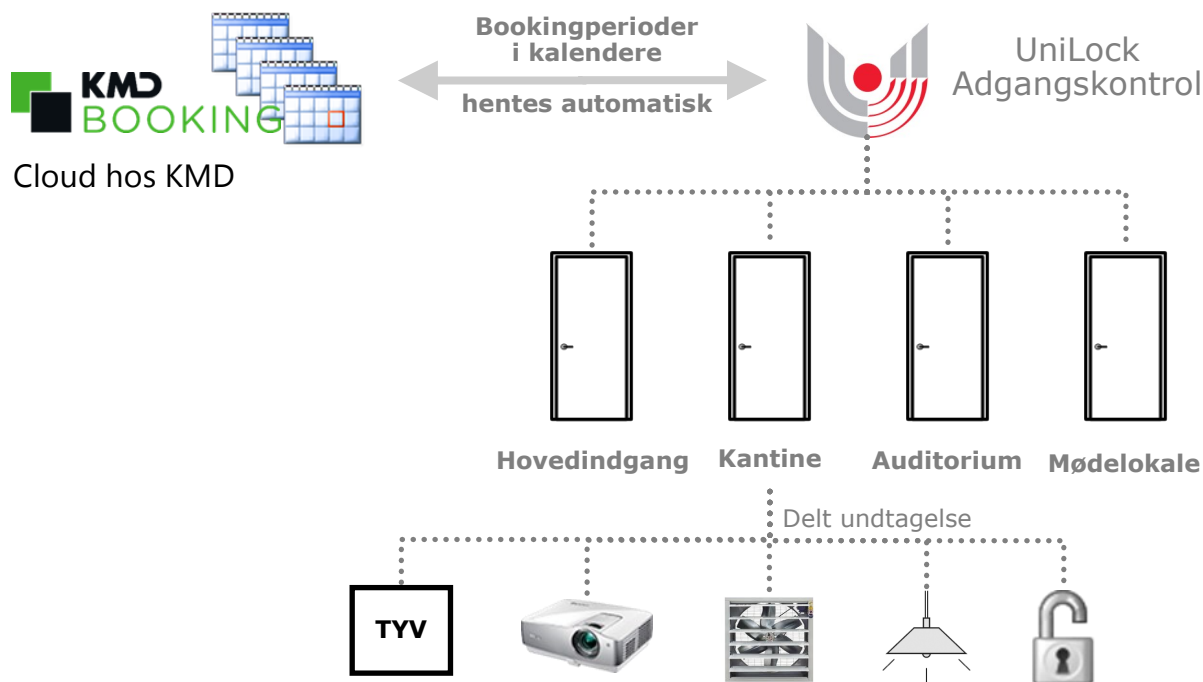 KMD
BOOKING
Cloud hos KMD
Bookingperioder
i kalendere
hentes automatisk
UniLock
Adgangskontrol
Hovedindgang
Kantine
Auditorium
Mødelokale
Delt undtagelse
TYV